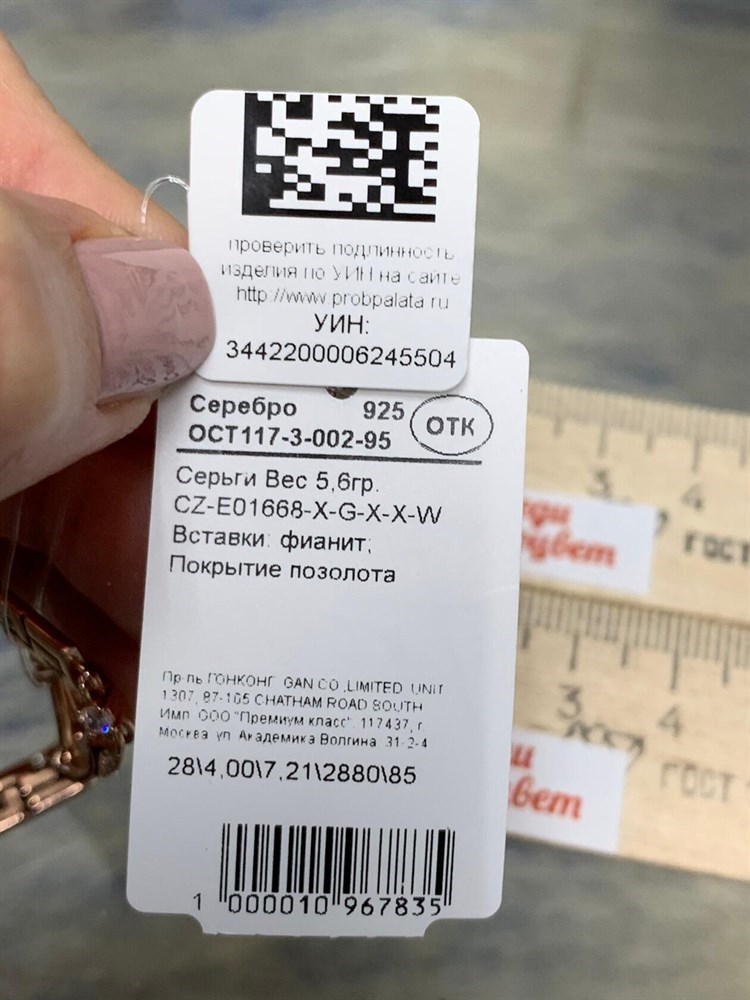 проверить подлинность
изделия по УИН на сайте
http://www.probpalata.ru
УИН:
3442200006245504
Серебро 925 ОТК
ОСТ117-3-002-95
Серьги Вес 5,6гр.
CZ-E01668-X-G-X-X-W
Вставки: фианит;
Покрытие позолота
Пр-ль ГОНКОНГ GAN CO.,LIMITED UNIT
1307, 87-105 CHATHAM ROAD SOUTH
Имп. ООО "Премиум класс". 117437, г.
Москва ул. Академика Волгина 31-2-4
28\4,00\7,21\2880\85
1 000010 967835
3 4
ГОСТ
цвет
3 4
ГОСТ
цвет